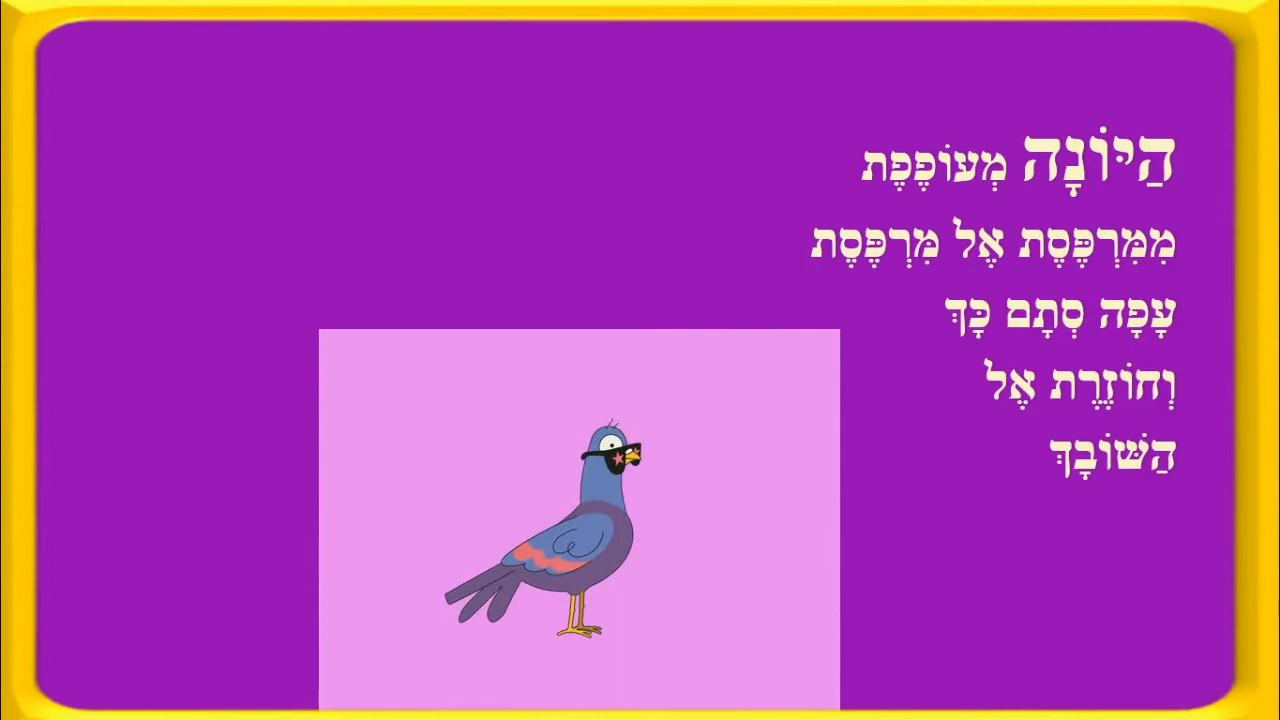 הַיּוֹנָה מְעוֹפֶפֶת
מִמִּרְפֶּסֶת אֶל מִּרְפֶּסֶת
עָפָה סְתָם כָּךְ
וְחוֹזֶרֶת אֶל
הַשּׁוֹבָךְ